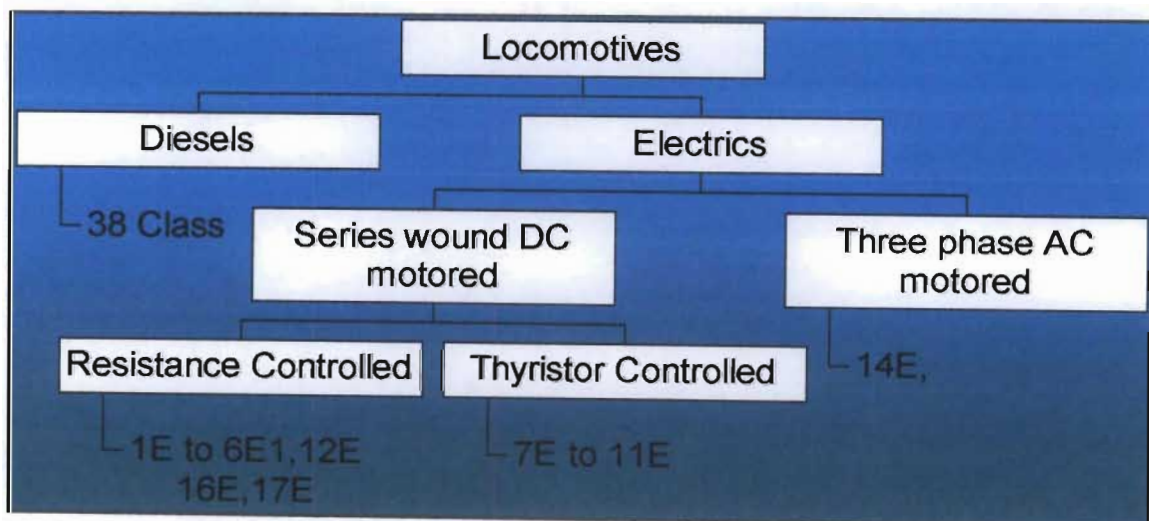 Locomotives
Diesels
Electrics
38 Class
Series wound DC
motored
Three phase AC
motored
Resistance Controlled
Thyristor Controlled
14E,
1E to 6E1,12E
16E,17E
7E to 11E